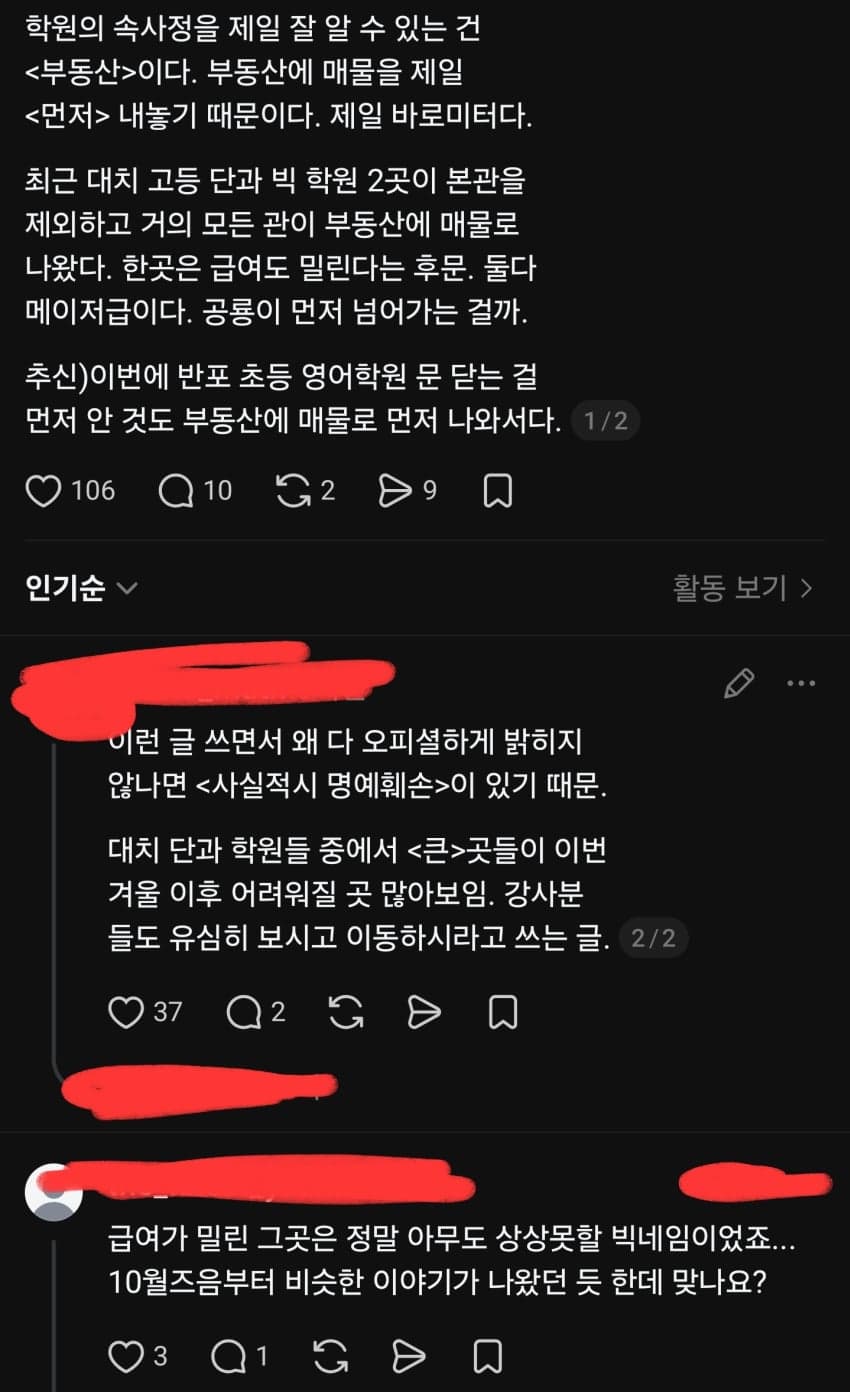 학원의 속사정을 제일 잘 알 수 있는 건
<부동산>이다. 부동산에 매물을 제일
<먼저> 내놓기 때문이다. 제일 바로미터다.
최근 대치 고등 단과 빅 학원 2곳이 본관을
제외하고 거의 모든 관이 부동산에 매물로
나왔다. 한곳은 급여도 밀린다는 후문. 둘다
메이저급이다. 공룡이 먼저 넘어가는 걸까.
추신)이번에 반포 초등 영어학원 문 닫는 걸
먼저 안 것도 부동산에 매물로 먼저 나와서다. 1/2
106 10 2 9
인기순 활동 보기
이런 글 쓰면서 왜 다 오피셜하게 밝히지
않나면 <사실적시 명예훼손>이 있기 때문.
대치 단과 학원들 중에서 <큰>곳들이 이번
겨울 이후 어려워질 곳 많아보임. 강사분
들도 유심히 보시고 이동하시라고 쓰는 글. 2/2
37 2
급여가 밀린 그곳은 정말 아무도 상상못할 빅네임이었죠...
10월즈음부터 비슷한 이야기가 나왔던 듯 한데 맞나요?
3 1